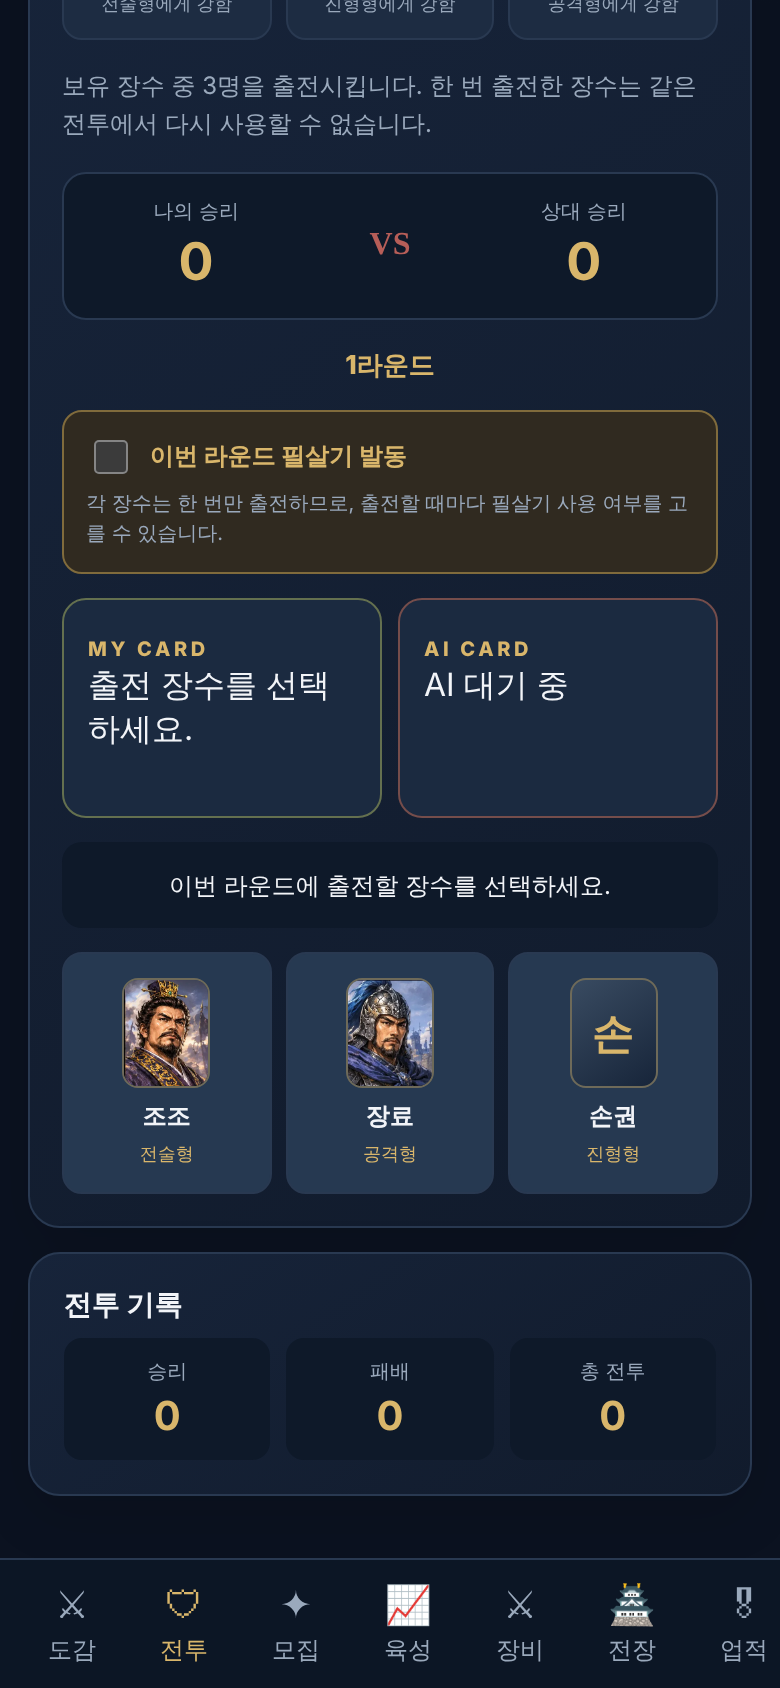 전술형에게 강함
진형형에게 강함
공격형에게 강함
보유 장수 중 3명을 출전시킵니다. 한 번 출전한 장수는 같은
전투에서 다시 사용할 수 없습니다.
나의 승리
0
VS
상대 승리
0
1라운드
이번 라운드 필살기 발동
각 장수는 한 번만 출전하므로, 출전할 때마다 필살기 사용 여부를 고
를 수 있습니다.
MY CARD
출전 장수를 선택
하세요.
AI CARD
AI 대기 중
이번 라운드에 출전할 장수를 선택하세요.
조조
전술형
장료
공격형
손
손권
진형형
전투 기록
승리
0
패배
0
총 전투
0
도감
전투
모집
육성
장비
전장
업적